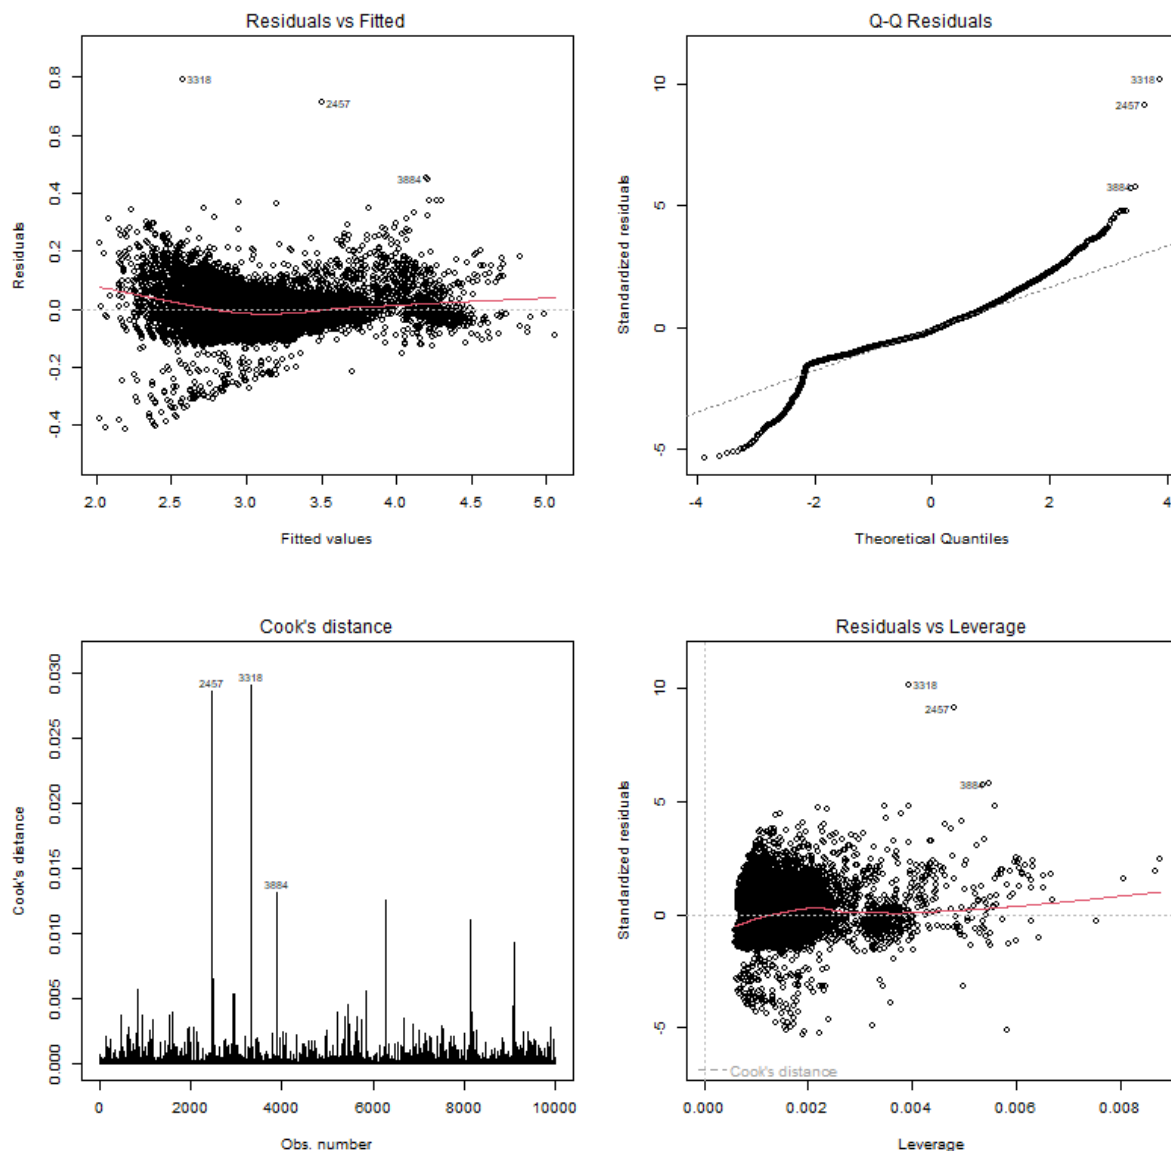 Residuals vs Fitted
Residuals
0.8
0.6
0.4
0.2
0.0
-0.2
-0.4
3318
2457
3884
2.0 2.5 3.0 3.5 4.0 4.5 5.0
Fitted values
Q-Q Residuals
Standardized residuals
10
5
0
-5
3318
2457
3884
-4 -2 0 2 4
Theoretical Quantiles
Cook's distance
Cook's distance
0.030
0.025
0.020
0.015
0.010
0.005
0.000
2457
3318
3884
0 2000 4000 6000 8000 10000
Obs. number
Residuals vs Leverage
Standardized residuals
10
5
0
-5
3318
2457
3884
Cook's distance
0.000 0.002 0.004 0.006 0.008
Leverage